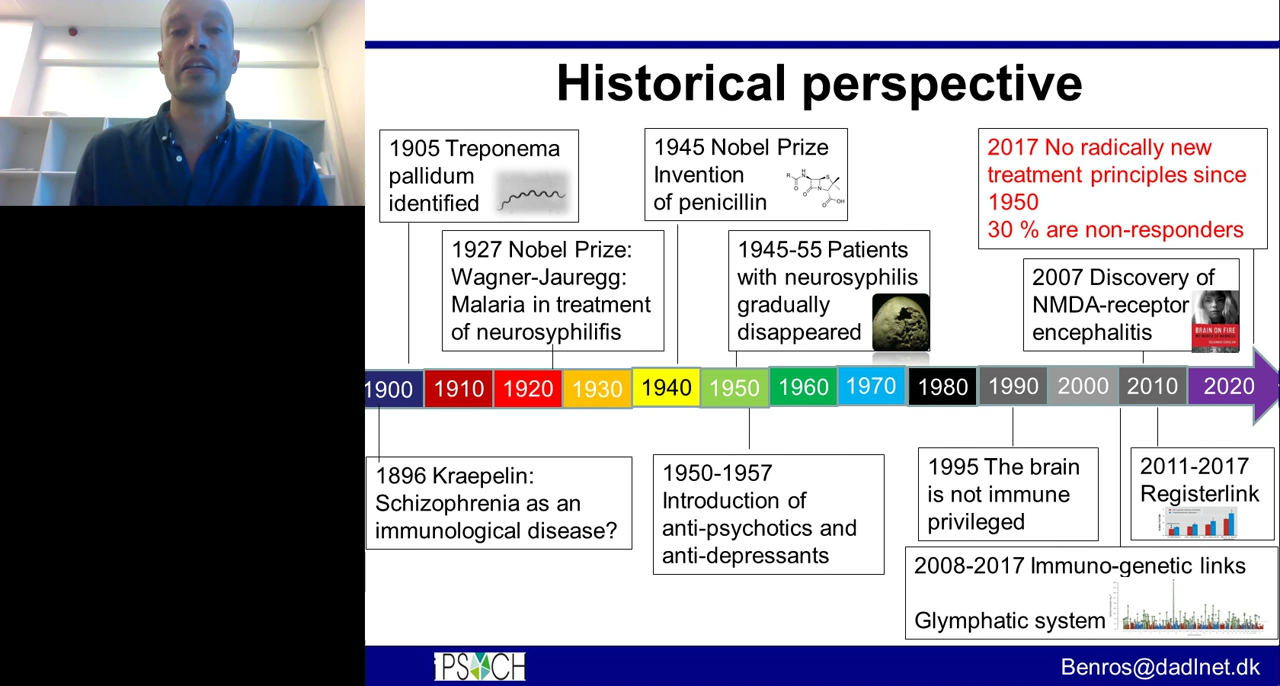 Historical perspective
1905 Treponema
pallidum
identified
1945 Nobel Prize
Invention
of penicillin
2017 No radically new
treatment principles since
1950
30 % are non-responders
1927 Nobel Prize:
Wagner-Jauregg:
Malaria in treatment
of neurosyphilifis
1945-55 Patients
with neurosyphilis
gradually
disappeared
2007 Discovery of
NMDA-receptor
encephalitis
BRAIN ON FIRE
1900 1910 1920 1930 1940 1950 1960 1970 1980 1990 2000 2010 2020
1896 Kraepelin:
Schizophrenia as an
immunological disease?
1950-1957
Introduction of
anti-psychotics and
anti-depressants
1995 The brain
is not immune
privileged
2011-2017
Registerlink
2008-2017 Immuno-genetic links
Glymphatic system
iPSYCH
Benros@dadlnet.dk